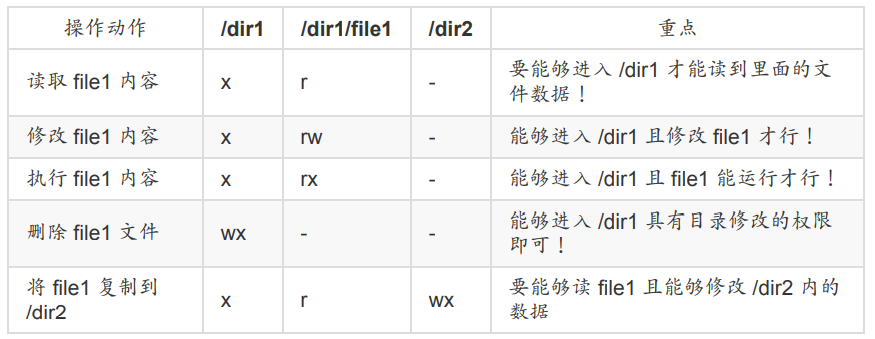 操作动作 /dir1 /dir1/file1 /dir2 重点
读取 file1 内容 x r - 要能够进入 /dir1 才能读到里面的文
件数据！
修改 file1 内容 x rw - 能够进入 /dir1 且修改 file1 才行！
执行 file1 内容 x rx - 能够进入 /dir1 且 file1 能运行才行！
删除 file1 文件 wx - - 能够进入 /dir1 具有目录修改的权限
即可！
将 file1 复制到
/dir2 x r wx 要能够读 file1 且能够修改 /dir2 内的
数据